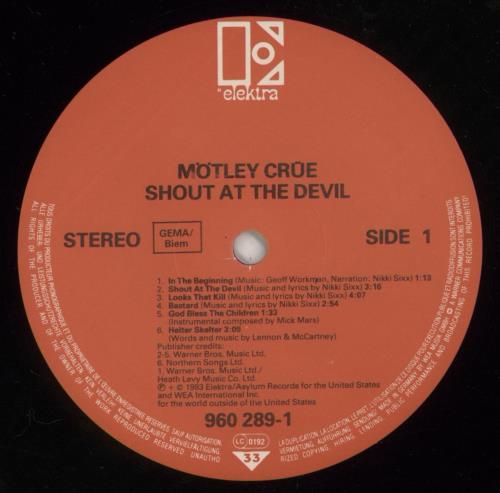 elektra
MÖTLEY CRÜE
SHOUT AT THE DEVIL
STEREO
GEMA/
Biem
SIDE 1
1. In The Beginning (Music: Geoff Workman, Narration: Nikki Sixx) 1:13
2. Shout At The Devil (Music and lyrics by Nikki Sixx) 3:16
3. Looks That Kill (Music and lyrics by Nikki Sixx) 4:07
4. Bastard (Music and lyrics by Nikki Sixx) 2:54
5. God Bless The Children 1:33
(Instrumental composed by Mick Mars)
6. Helter Skelter 3:09
(Words and music by Lennon & McCartney)
Publisher credits:
2-5. Warner Bros. Music Ltd.
6. Northern Songs Ltd.
1. Warner Bros. Music Ltd./
Heath Levy Music Co. Ltd.
℗ + © 1983 Elektra/Asylum Records for the United States
and WEA International Inc.
for the world outside of the United States
960 289-1
LC 0192
33